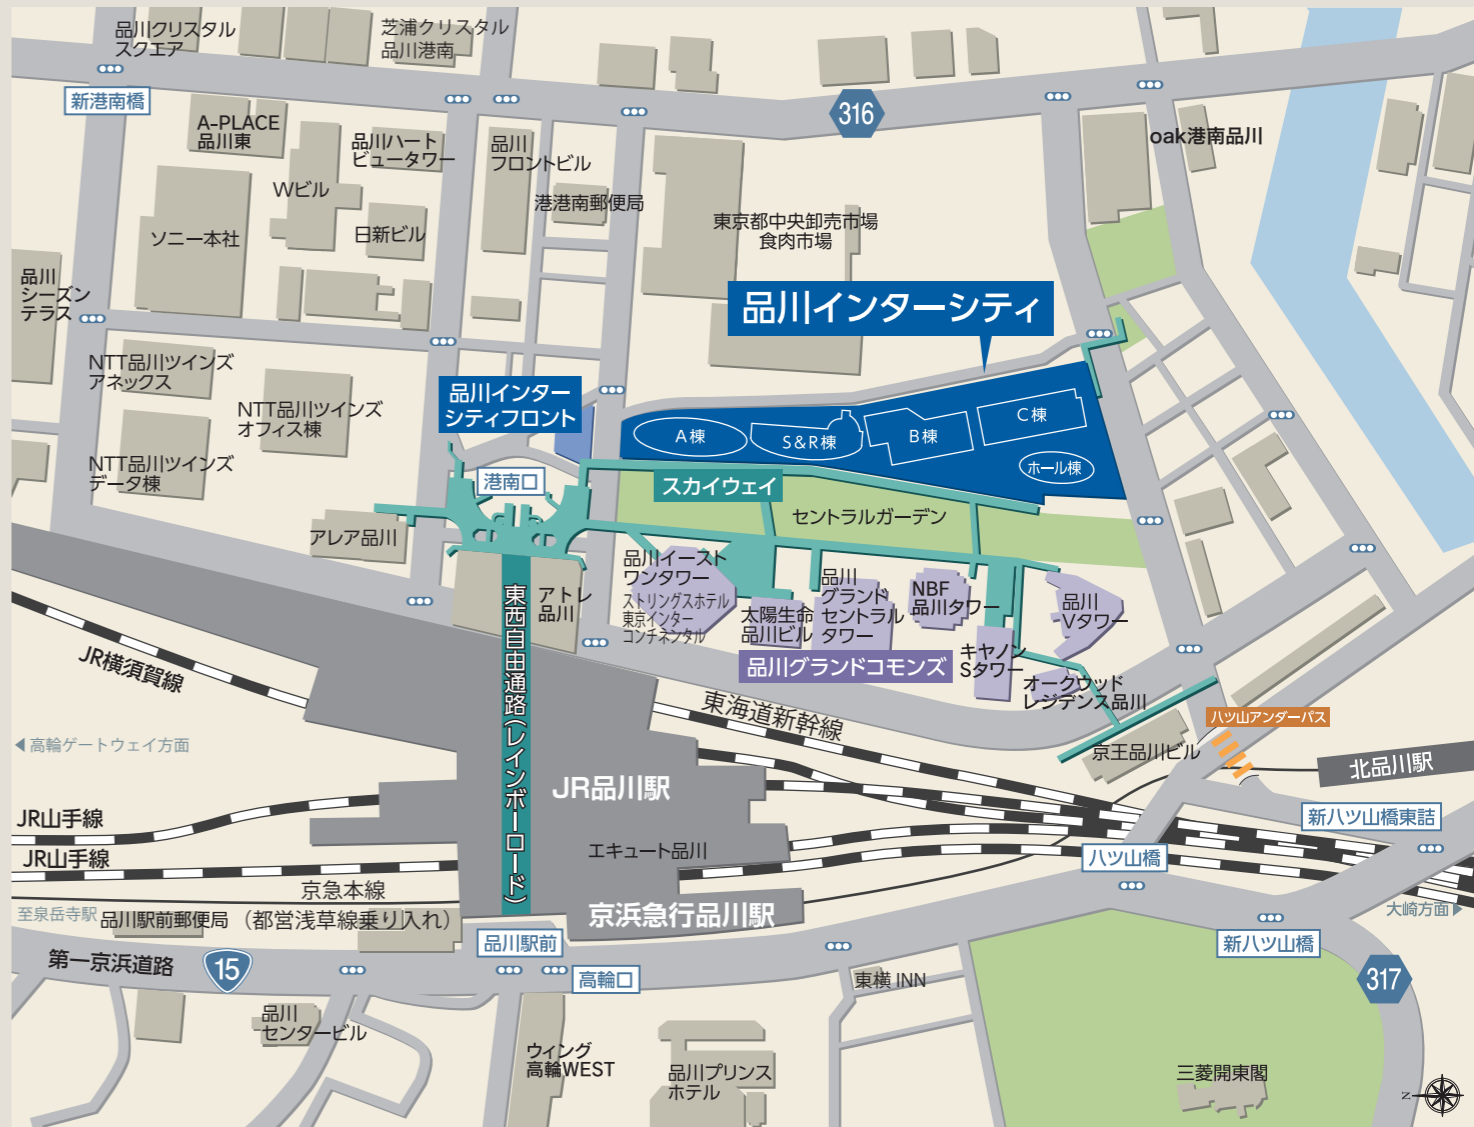 品川クリスタル
スクエア
芝浦クリスタル
品川港南
新港南橋
316
A-PLACE
品川東
品川ハート
ビュータワー
品川
フロントビル
oak港南品川
Wビル
港港南郵便局
ソニー本社
日新ビル
東京都中央卸売市場
食肉市場
品川
シーズン
テラス
品川インターシティ
NTT品川ツインズ
アネックス
品川インター
シティフロント
NTT品川ツインズ
オフィス棟
A棟
S&R棟
B棟
C棟
ホール棟
NTT品川ツインズ
データ棟
港南口
スカイウェイ
セントラルガーデン
アレア品川
アトレ
品川
品川イースト
ワンタワー
ストリングスホテル
東京インター
コンチネンタル
太陽生命
品川ビル
品川
グランド
セントラル
タワー
NBF
品川タワー
品川
Vタワー
キヤノン
Sタワー
品川グランドコモンズ
オークウッド
レジデンス品川
東西自由通路(レインボーロード)
JR横須賀線
東海道新幹線
八ツ山アンダーパス
京王品川ビル
高輪ゲートウェイ方面
北品川駅
JR品川駅
JR山手線
新八ツ山橋東詰
JR山手線
エキュート品川
八ツ山橋
京急本線
至泉岳寺駅
品川駅前郵便局
(都営浅草線乗り入れ)
京浜急行品川駅
大崎方面
品川駅前
新八ツ山橋
第一京浜道路
15
高輪口
東横 INN
317
品川
センタービル
ウィング
高輪WEST
品川プリンス
ホテル
三菱開東閣
N